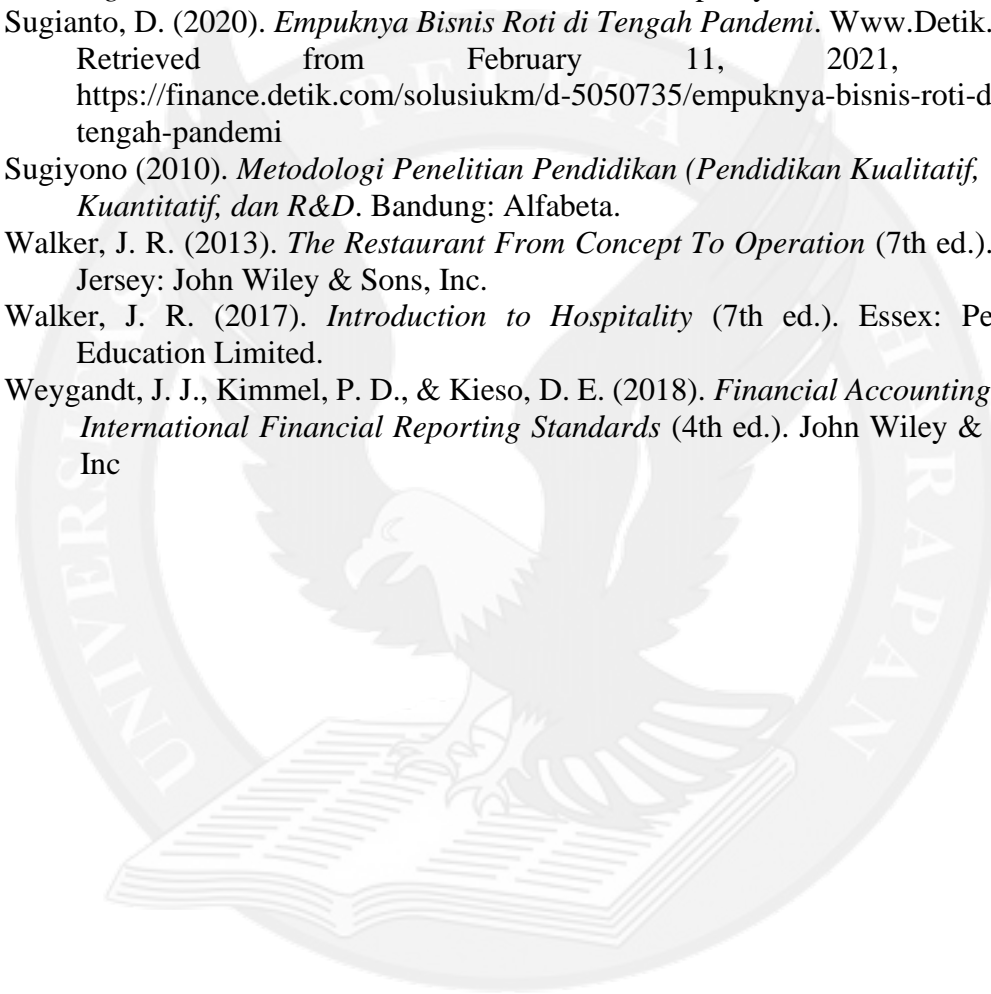 Sugianto, D. (2020). Empuknya Bisnis Roti di Tengah Pandemi. Www.Detik.
Retrieved from February 11, 2021,
https://finance.detik.com/solusiukm/d-5050735/empuknya-bisnis-roti-d
tengah-pandemi
Sugiyono (2010). Metodologi Penelitian Pendidikan (Pendidikan Kualitatif,
Kuantitatif, dan R&D. Bandung: Alfabeta.
Walker, J. R. (2013). The Restaurant From Concept To Operation (7th ed.).
Jersey: John Wiley & Sons, Inc.
Walker, J. R. (2017). Introduction to Hospitality (7th ed.). Essex: Pe
Education Limited.
Weygandt, J. J., Kimmel, P. D., & Kieso, D. E. (2018). Financial Accounting
International Financial Reporting Standards (4th ed.). John Wiley &
Inc
UNIVERSITAS PELITA HARAPAN